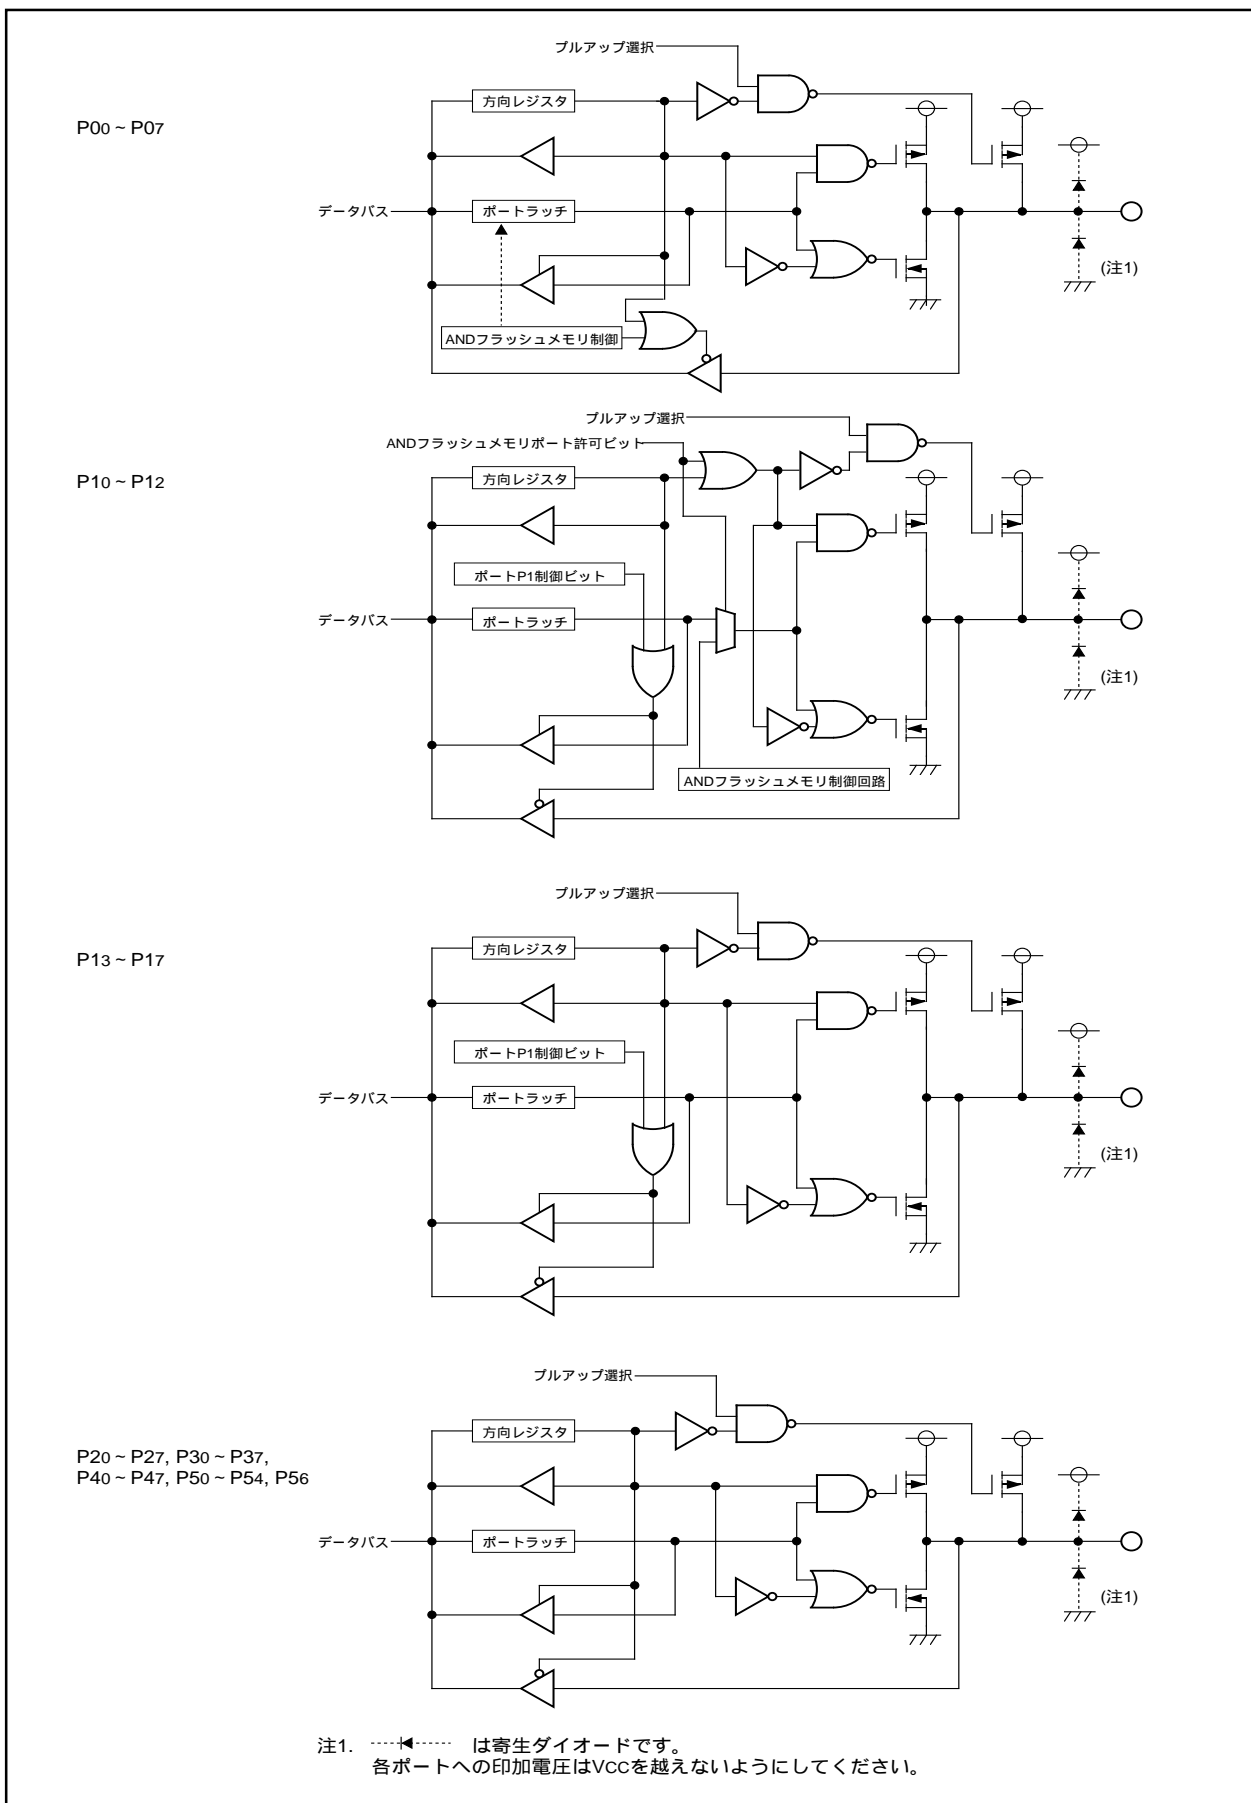 プルアップ選択
方向レジスタ
P00 ~ P07
データバス
ポートラッチ
(注1)
ANDフラッシュメモリ制御
プルアップ選択
ANDフラッシュメモリポート許可ビット
方向レジスタ
P10 ~ P12
ポートP1制御ビット
データバス
ポートラッチ
(注1)
ANDフラッシュメモリ制御回路
プルアップ選択
方向レジスタ
P13 ~ P17
ポートP1制御ビット
データバス
ポートラッチ
(注1)
プルアップ選択
方向レジスタ
P20 ~ P27, P30 ~ P37,
P40 ~ P47, P50 ~ P54, P56
データバス
ポートラッチ
(注1)
注1. は寄生ダイオードです。
各ポートへの印加電圧はVCCを越えないようにしてください。